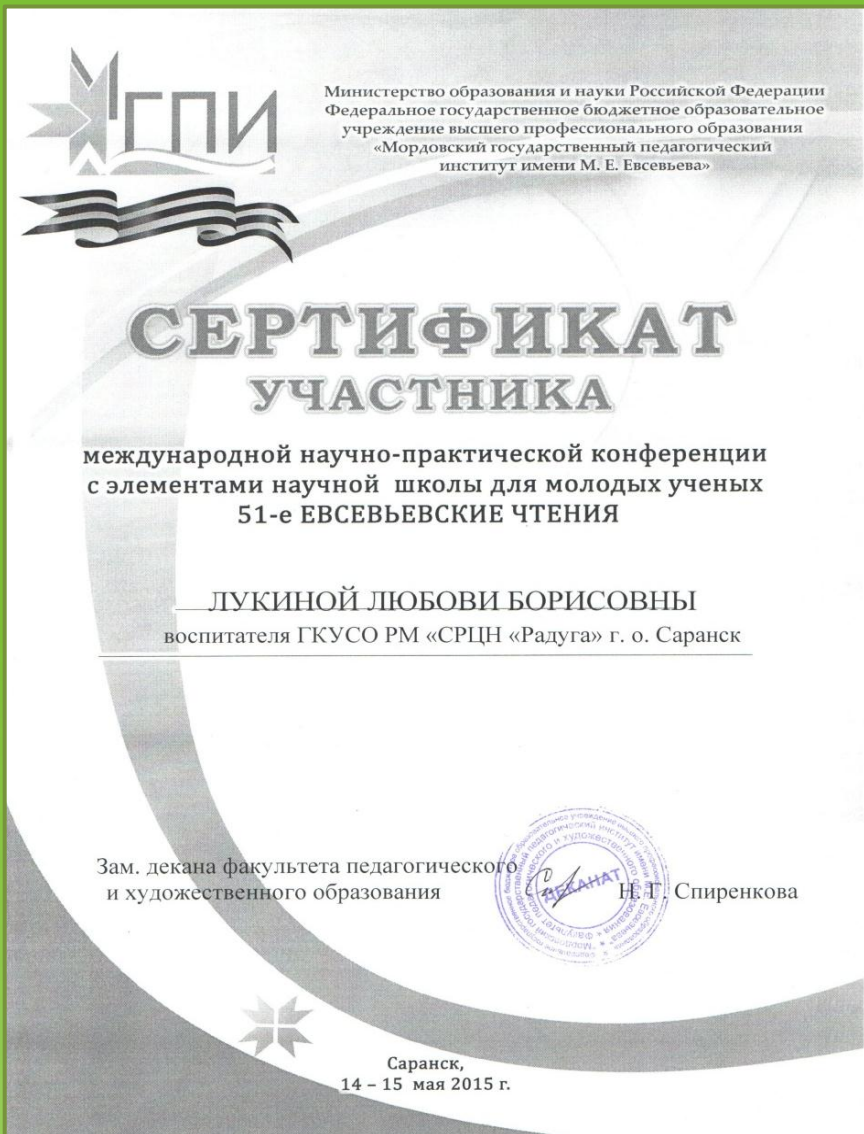 МГПИ
Министерство образования и науки Российской Федерации
Федеральное государственное бюджетное образовательное
учреждение высшего профессионального образования
«Мордовский государственный педагогический
институт имени М. Е. Евсевьева»
СЕРТИФИКАТ
УЧАСТНИКА
международной научно-практической конференции
с элементами научной школы для молодых ученых
51-е ЕВСЕВЬЕВСКИЕ ЧТЕНИЯ
ЛУКИНОЙ ЛЮБОВИ БОРИСОВНЫ
воспитателя ГКУСО РМ «СРЦН «Радуга» г. о. Саранск
Зам. декана факультета педагогического
и художественного образования
ДЕКАНАТ
Н. Г. Спиренкова
Саранск,
14 – 15 мая 2015 г.